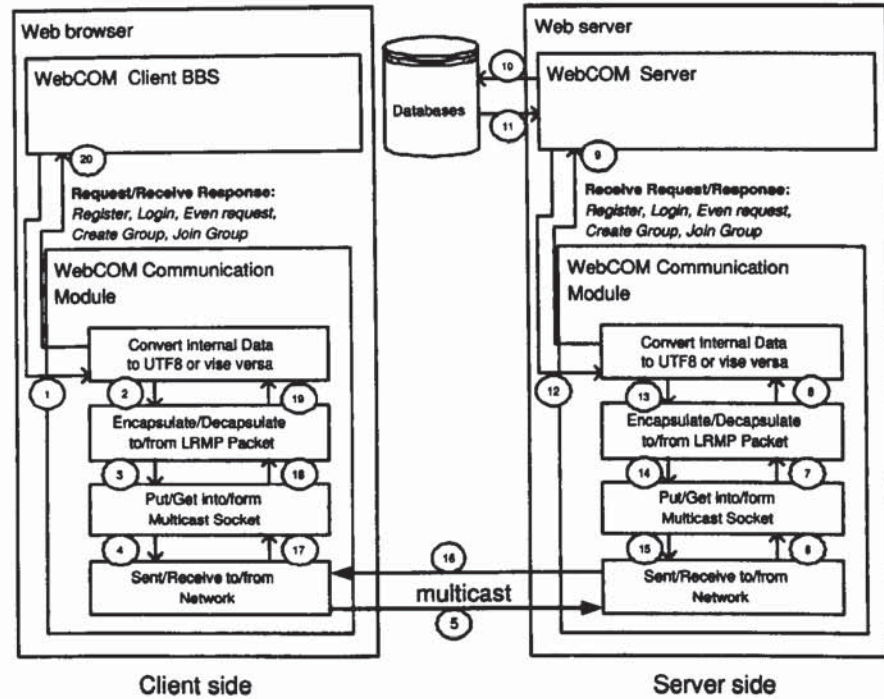 Web browser
WebCOM Client BBS
20
Request/Receive Response:
Register, Login, Even request,
Create Group, Join Group
WebCOM Communication
Module
Convert Internal Data
to UTF8 or vise versa
1
2
19
Encapsulate/Decapsulate
to/from LRMP Packet
3
18
Put/Get into/form
Multicast Socket
4
17
Sent/Receive to/from
Network
Client side
Databases
10
11
16
multicast
5
Web server
WebCOM Server
9
Receive Request/Response:
Register, Login, Even request,
Create Group, Join Group
WebCOM Communication
Module
Convert Internal Data
to UTF8 or vise versa
12
13
8
Encapsulate/Decapsulate
to/from LRMP Packet
14
7
Put/Get into/form
Multicast Socket
15
6
Sent/Receive to/from
Network
Server side